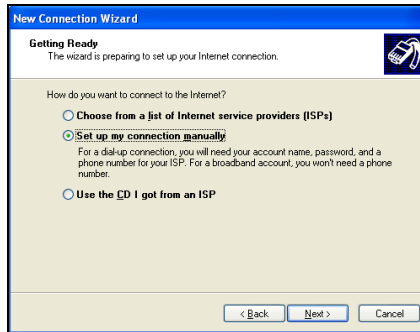 New Connection Wizard
Getting Ready
The wizard is preparing to set up your Internet connection.
How do you want to connect to the Internet?
Choose from a list of Internet service providers (ISPs)
Set up my connection manually
For a dial-up connection, you will need your account name, password, and a
phone number for your ISP. For a broadband account, you won't need a phone
number.
Use the CD I got from an ISP
< Back
Next >
Cancel